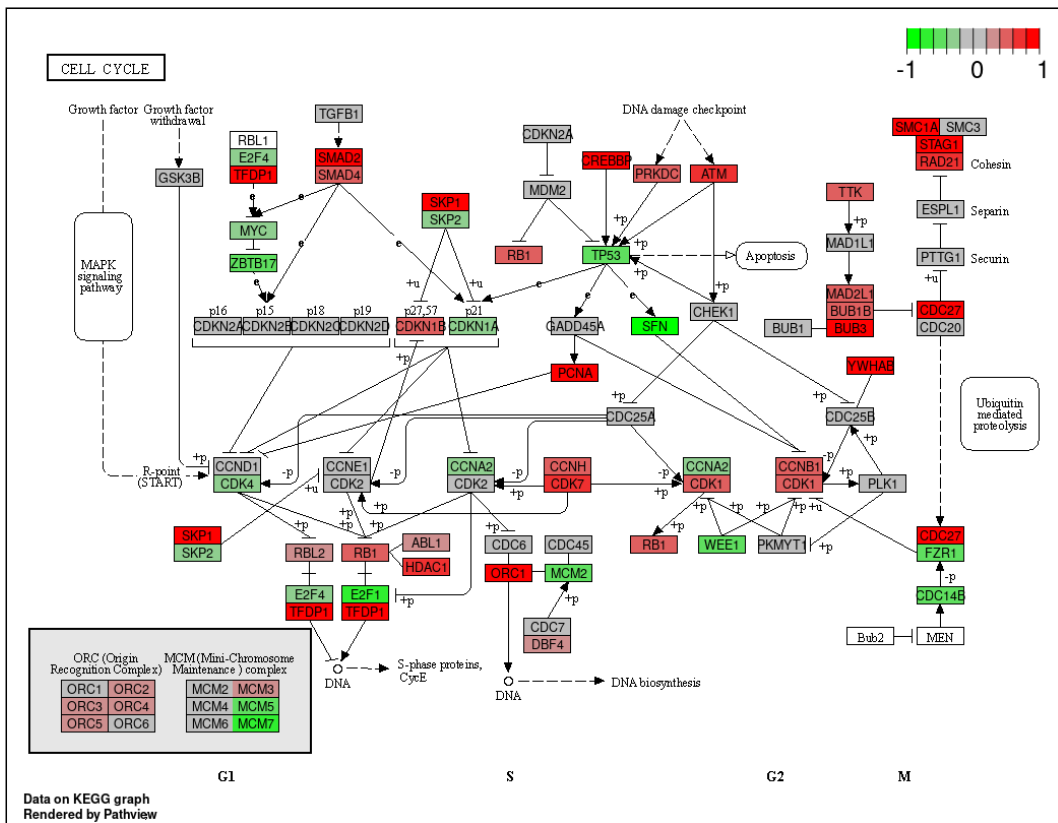 -1 0 1
CELL CYCLE
Growth factor
Growth factor
withdrawal
TGFB1
DNA damage checkpoint
RBL1
E2F4
TFDP1
SMAD2
SMAD4
CDKN2A
CREBBP
PRKDC
ATM
SMC1A SMC3
STAG1
RAD21
Cohesin
GSK3B
MDM2
TTK
SKP1
SKP2
e
e
+p
ESPL1
Separin
MYC
ZBTB17
MAPK
signaling
pathway
e
e
RB1
TP53
+p
Apoptosis
MAD1L1
PTTG1
Securin
+u
+u
e
e
e
+p
+p
+u
MAD2L1
BUB1B
BUB3
BUB1
CDC27
CDC20
p16
p15
p18
p19
p27,57
p21
CDKN2A CDKN2B CDKN2C CDKN2D
CDKN1B CDKN1A
GADD45A
SFN
CHEK1
+p
PCNA
YWHAB
+p
+p
CDC25A
CDC25B
Ubiquitin
mediated
proteolysis
+p
R-point
(START)
CCND1
CDK4
-p
+u
CCNE1
CDK2
-p
+p
CCNA2
CDK2
-p
+p
CCNH
CDK7
-p
+p
CCNA2
CDK1
CCNB1
CDK1
-p
+p
+p
PLK1
+u
SKP1
SKP2
+p
+p
+p
+p
+p
+p
+p
+p
+p
RBL2
RB1
ABL1
HDAC1
CDC6
CDC45
ORC1
MCM2
RB1
WEE1
PKMYT1
CDC27
FZR1
-p
CDC14B
E2F4
TFDP1
E2F1
TFDP1
+p
+p
CDC7
DBF4
Bub2
MEN
DNA
S-phase proteins,
CycE
DNA
DNA biosynthesis
ORC (Origin
Recognition Complex)
MCM (Mini-Chromosome
Maintenance ) complex
ORC1 ORC2
ORC3 ORC4
ORC5 ORC6
MCM2 MCM3
MCM4 MCM5
MCM6 MCM7
G1 S G2 M
Data on KEGG graph
Rendered by Pathview